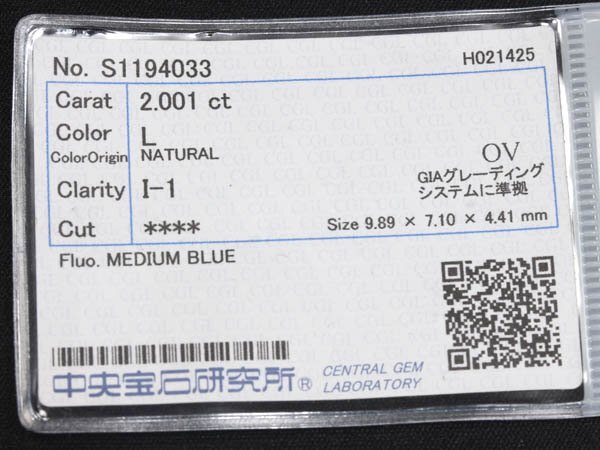 No. S1194033 H021425
Carat 2.001 ct
Color L
ColorOrigin NATURAL
OV
Clarity I-1
GIAグレーディング
システムに準拠
Cut ****
Size 9.89 × 7.10 × 4.41 mm
Fluo. MEDIUM BLUE
中央宝石研究所®
CENTRAL GEM
LABORATORY